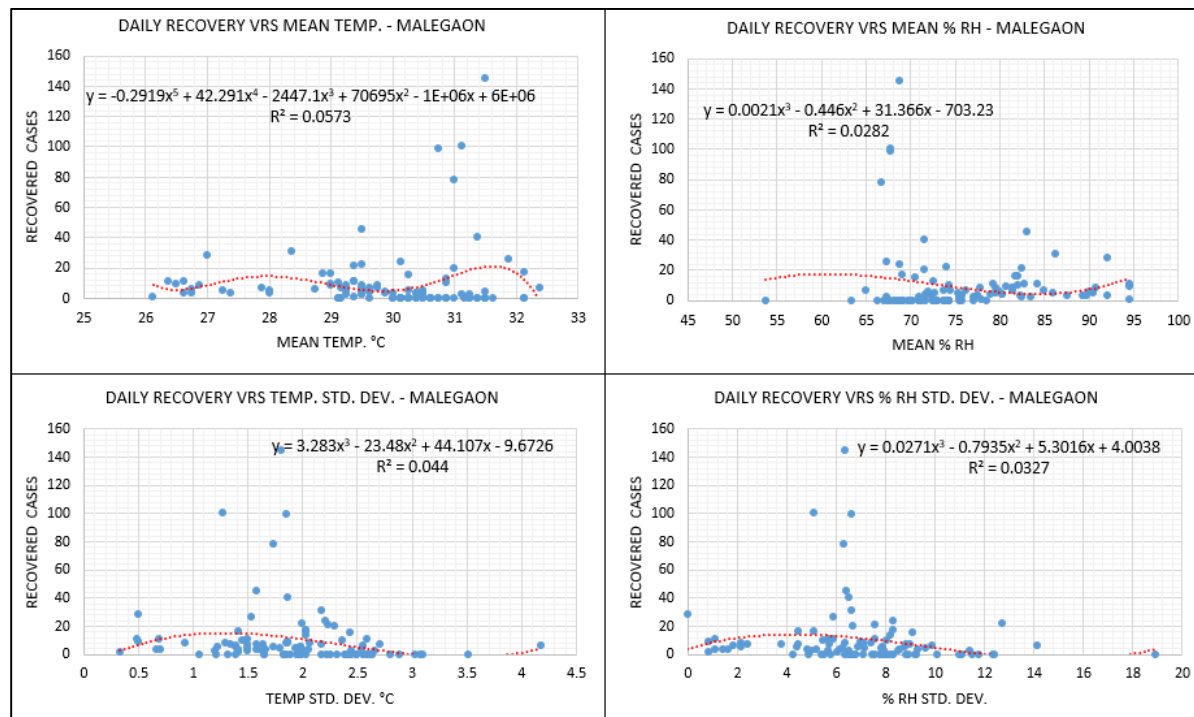 DAILY RECOVERY VRS MEAN TEMP. - MALEGAON
160
140
120
100
80
60
40
20
0
RECOVERED CASES
y = -0.2919x⁵ + 42.291x⁴ - 2447.1x³ + 70695x² - 1E+06x + 6E+06
R² = 0.0573
25 26 27 28 29 30 31 32 33
MEAN TEMP. °C
DAILY RECOVERY VRS MEAN % RH - MALEGAON
160
140
120
100
80
60
40
20
0
RECOVERED CASES
y = 0.0021x³ - 0.446x² + 31.366x - 703.23
R² = 0.0282
45 50 55 60 65 70 75 80 85 90 95 100
MEAN % RH
DAILY RECOVERY VRS TEMP. STD. DEV. - MALEGAON
160
140
120
100
80
60
40
20
0
RECOVERED CASES
y = 3.283x³ - 23.48x² + 44.107x - 9.6726
R² = 0.044
0 0.5 1 1.5 2 2.5 3 3.5 4 4.5
TEMP STD. DEV. °C
DAILY RECOVERY VRS % RH STD. DEV. - MALEGAON
160
140
120
100
80
60
40
20
0
RECOVERED CASES
y = 0.0271x³ - 0.7935x² + 5.3016x + 4.0038
R² = 0.0327
0 2 4 6 8 10 12 14 16 18 20
% RH STD. DEV.